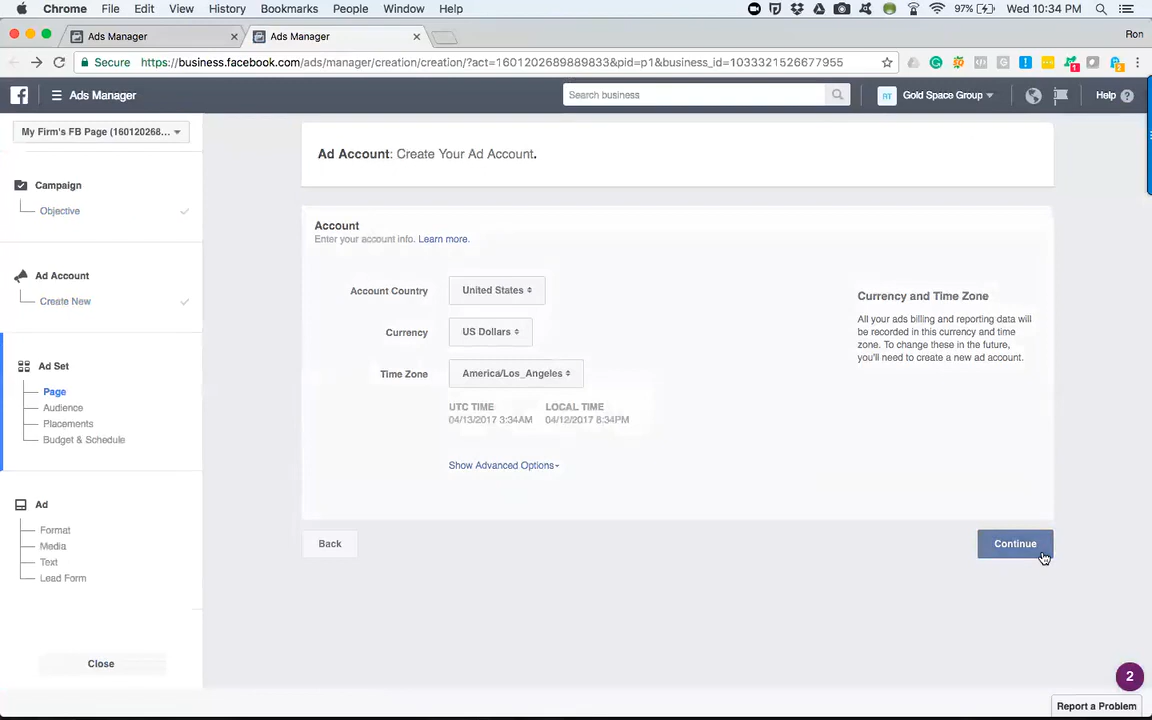 Chrome File Edit View History Bookmarks People Window Help 97% Wed 10:34 PM
Ads Manager Ads Manager Ron
Secure https://business.facebook.com/ads/manager/creation/creation/?act=1601202689889833&pid=p1&business_id=1033321526677955
Ads Manager Search business AT Gold Space Group Help ?
My Firm's FB Page (160120268...
Ad Account: Create Your Ad Account.
Campaign
Objective
Ad Account
Create New
Ad Set
Page
Audience
Placements
Budget & Schedule
Ad
Format
Media
Text
Lead Form
Close
Account
Enter your account info. Learn more.
Account Country United States
Currency US Dollars
Time Zone America/Los_Angeles
UTC TIME LOCAL TIME
04/13/2017 3:34AM 04/12/2017 8:34PM
Show Advanced Options
Currency and Time Zone
All your ads billing and reporting data will
be recorded in this currency and time
zone. To change these in the future,
you'll need to create a new ad account.
Back Continue
2
Report a Problem